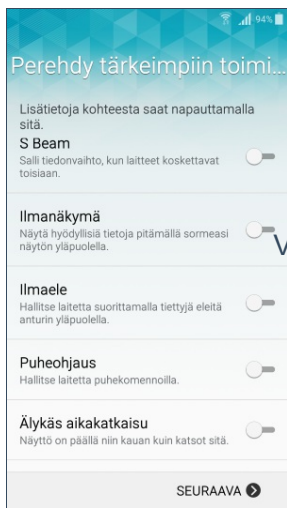 94%
Perehdy tärkeimpiin toimi...
Lisätietoja kohteesta saat napauttamalla
sitä.
S Beam
Salli tiedonvaihto, kun laitteet koskettavat
toisiaan.
Ilmanäkymä
Näytä hyödyllisiä tietoja pitämällä sormeasi
näytön yläpuolella.
V
Ilmaele
Hallitse laitetta suorittamalla tiettyjä eleitä
anturin yläpuolella.
Puheohjaus
Hallitse laitetta puhekomennoilla.
Älykäs aikakatkaisu
Näyttö on päällä niin kauan kuin katsot sitä.
SEURAAVA